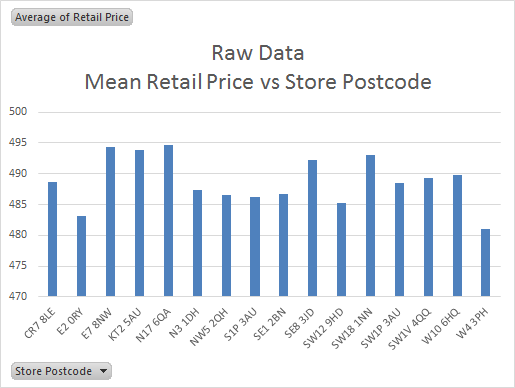 Average of Retail Price
Raw Data
Mean Retail Price vs Store Postcode
500
495
490
485
480
475
470
CR7 8LE
E2 0RY
E7 8NW
KT2 5AU
N17 6QA
N3 1DH
NW5 2QH
S1P 3AU
SE1 2BN
SE8 3JD
SW12 9HD
SW18 1NN
SW1P 3AU
SW1V 4QQ
W10 6HQ
W4 3PH
Store Postcode